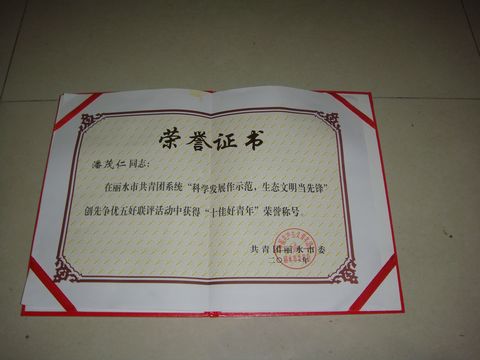 荣誉证书
潘茂仁同志：
在丽水市共青团系统“科学发展作示范，生态文明当先锋”
创先争优五好联评活动中获得“十佳好青年”荣誉称号。
共青团丽水市委
二〇 年